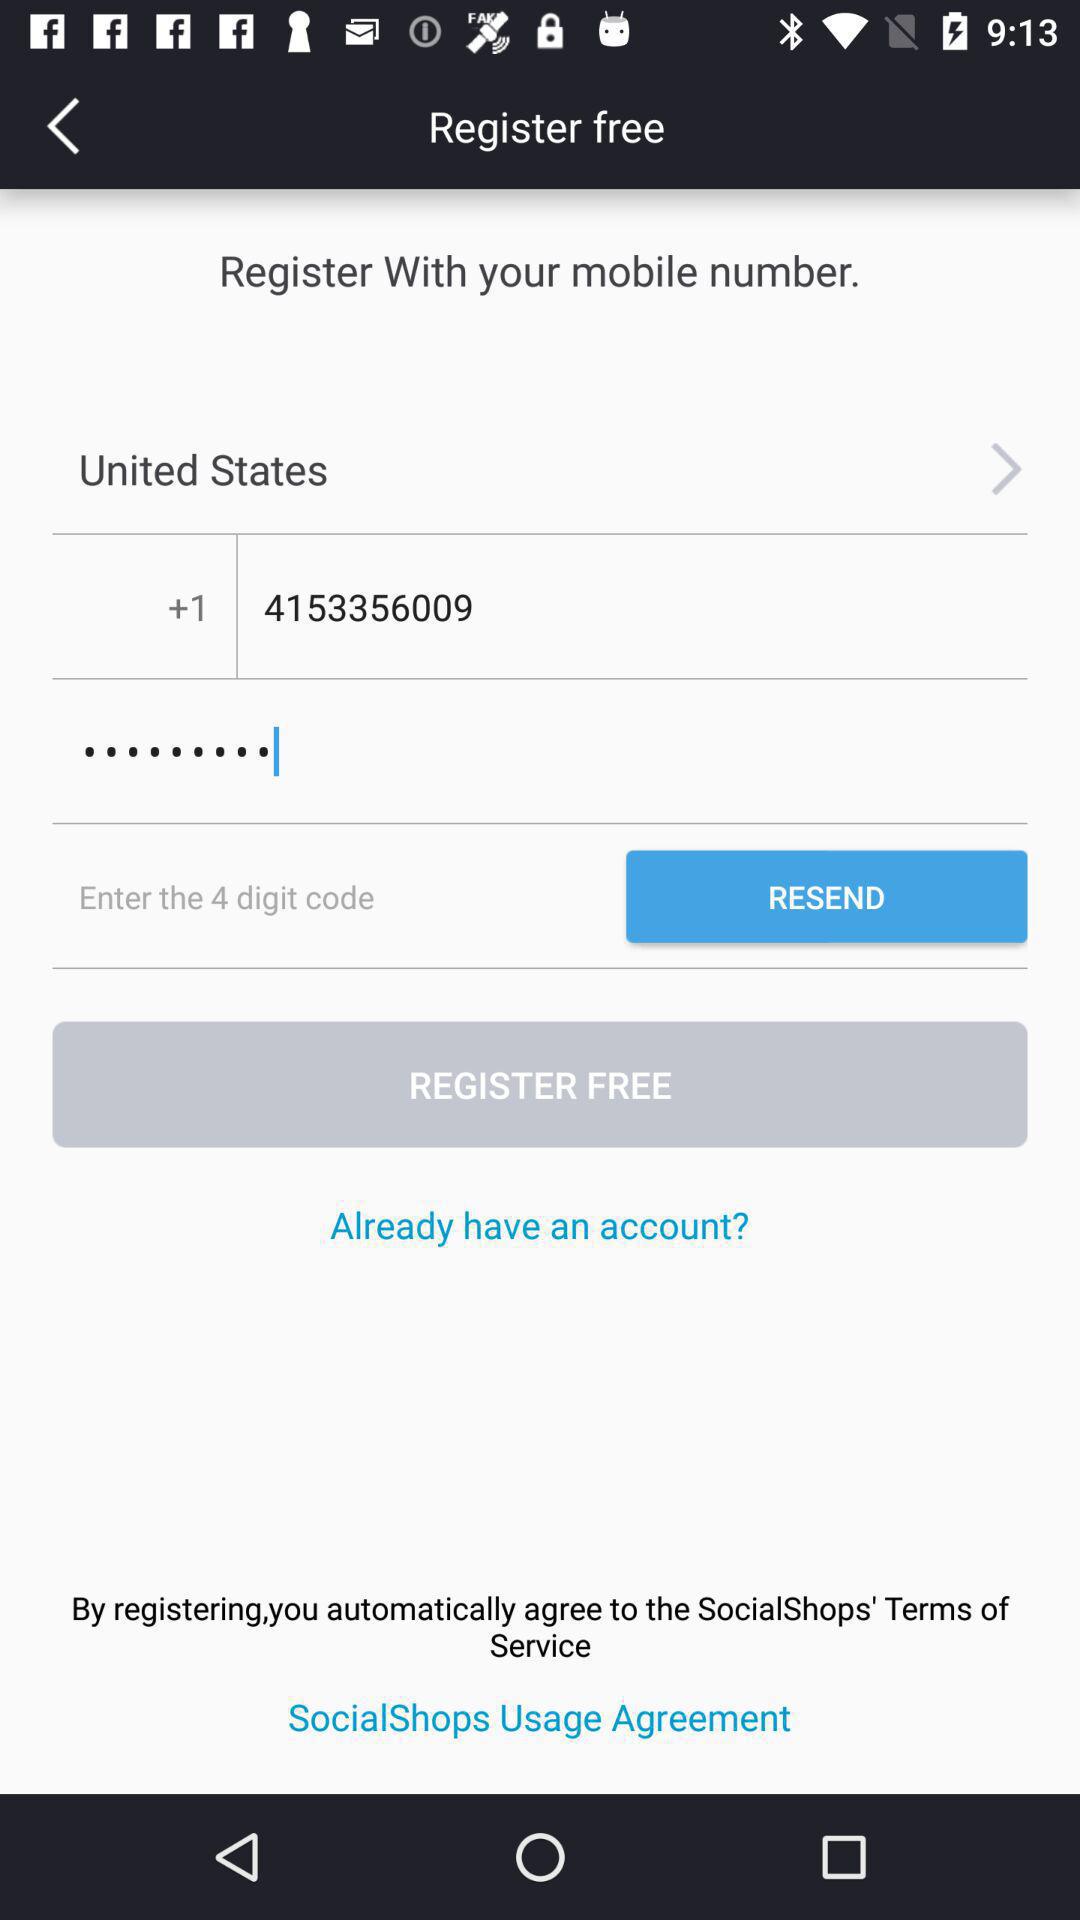 FAKE
9:13
Register free
Register With your mobile number.
United States
+1 4153356009
•••••••••
Enter the 4 digit code
RESEND
REGISTER FREE
Already have an account?
By registering,you automatically agree to the SocialShops' Terms of
Service
SocialShops Usage Agreement